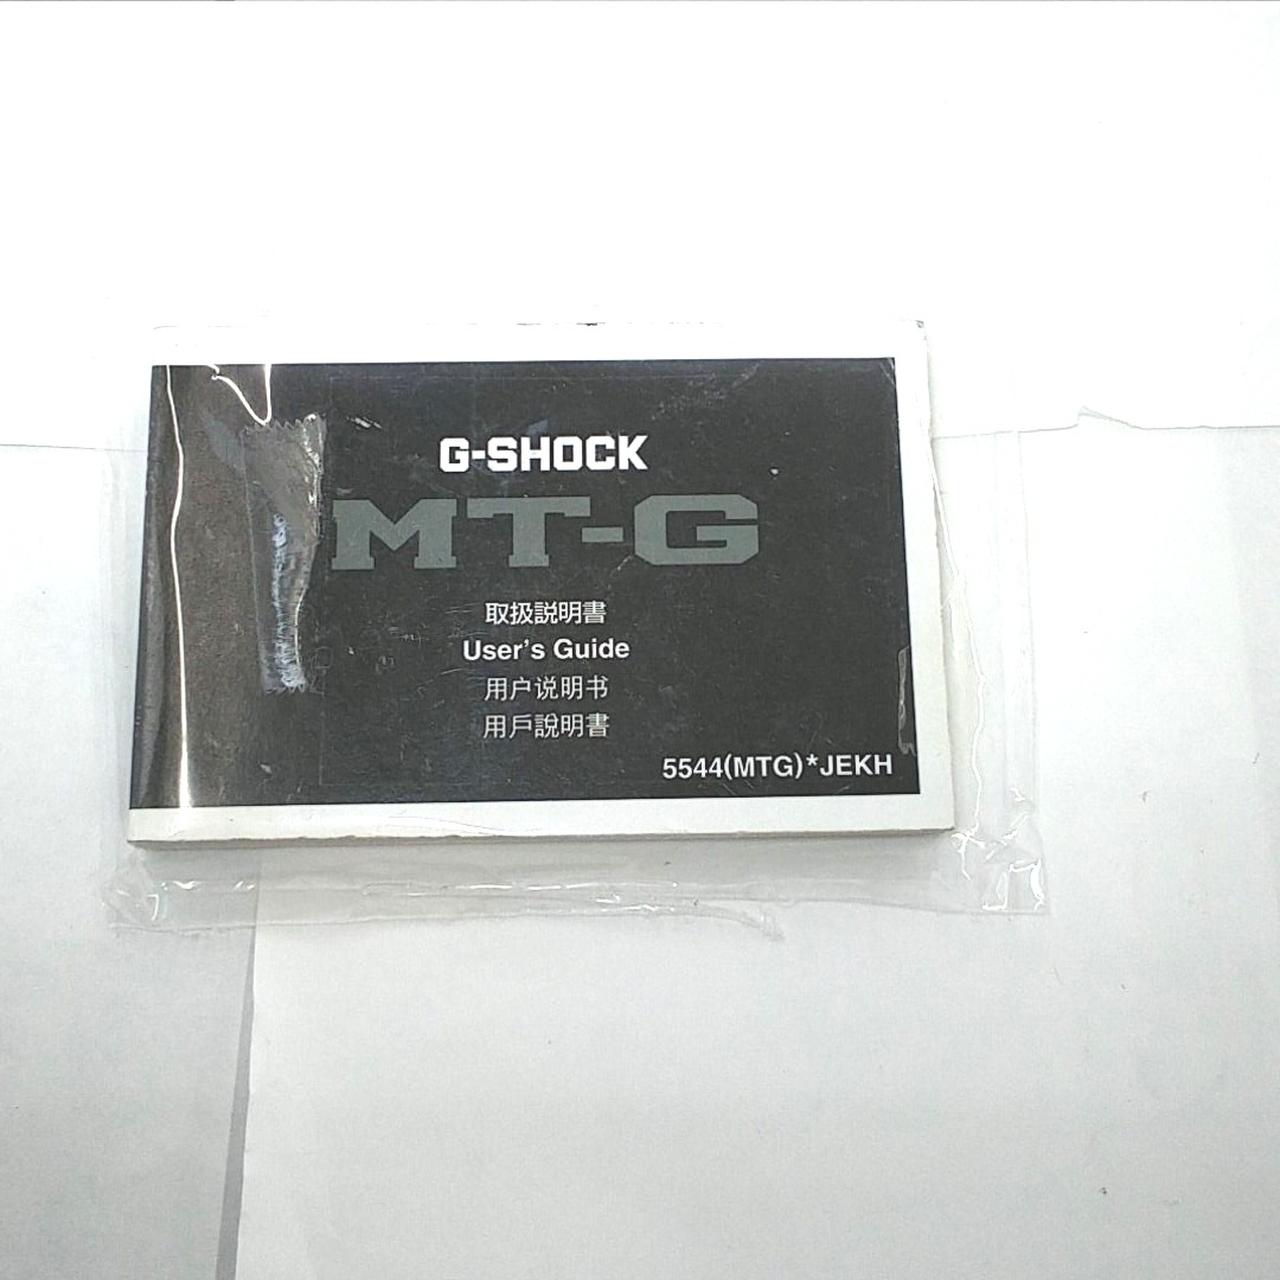 G-SHOCK
MT-G
取扱説明書
User's Guide
用户说明书
用戶說明書
5544(MTG)*JEKH